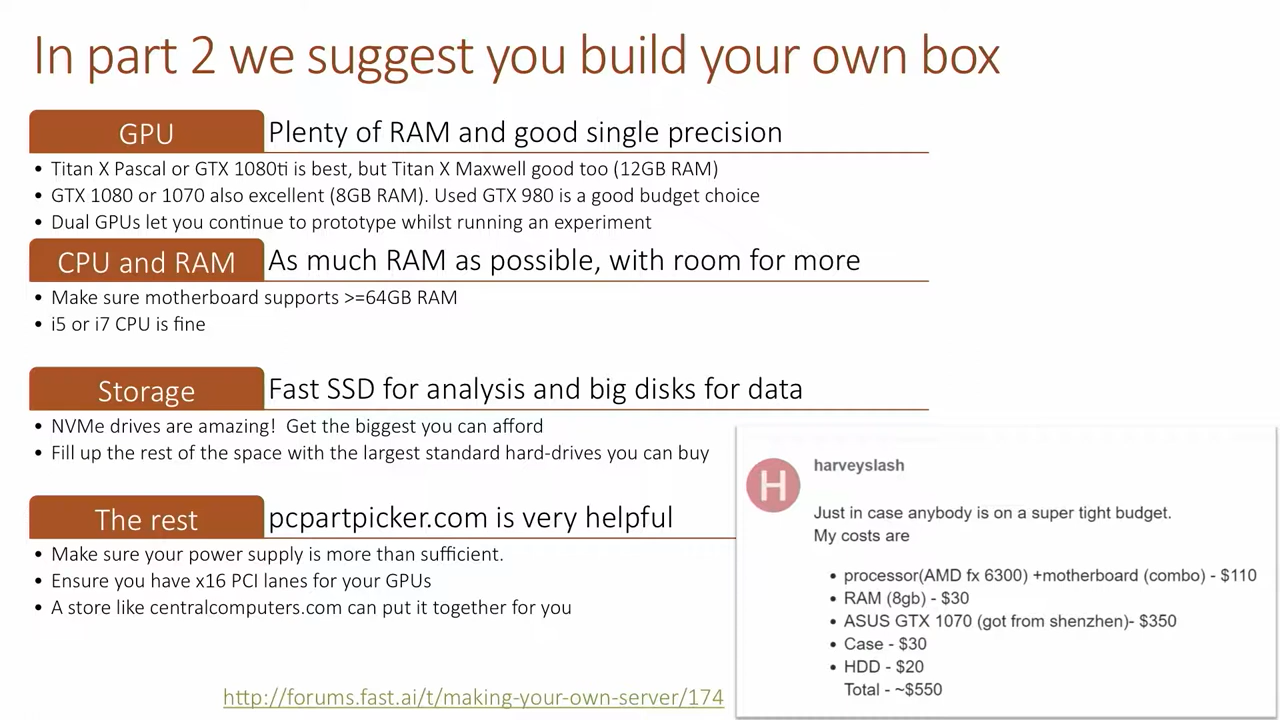 In part 2 we suggest you build your own box
GPU
Plenty of RAM and good single precision
• Titan X Pascal or GTX 1080ti is best, but Titan X Maxwell good too (12GB RAM)
• GTX 1080 or 1070 also excellent (8GB RAM). Used GTX 980 is a good budget choice
• Dual GPUs let you continue to prototype whilst running an experiment
CPU and RAM
As much RAM as possible, with room for more
• Make sure motherboard supports >=64GB RAM
• i5 or i7 CPU is fine
Storage
Fast SSD for analysis and big disks for data
• NVMe drives are amazing! Get the biggest you can afford
• Fill up the rest of the space with the largest standard hard-drives you can buy
The rest
pcpartpicker.com is very helpful
• Make sure your power supply is more than sufficient.
• Ensure you have x16 PCI lanes for your GPUs
• A store like centralcomputers.com can put it together for you
http://forums.fast.ai/t/making-your-own-server/174
H
harveyslash
Just in case anybody is on a super tight budget.
My costs are
• processor(AMD fx 6300) +motherboard (combo) - $110
• RAM (8gb) - $30
• ASUS GTX 1070 (got from shenzhen)- $350
• Case - $30
• HDD - $20
Total - ~$550